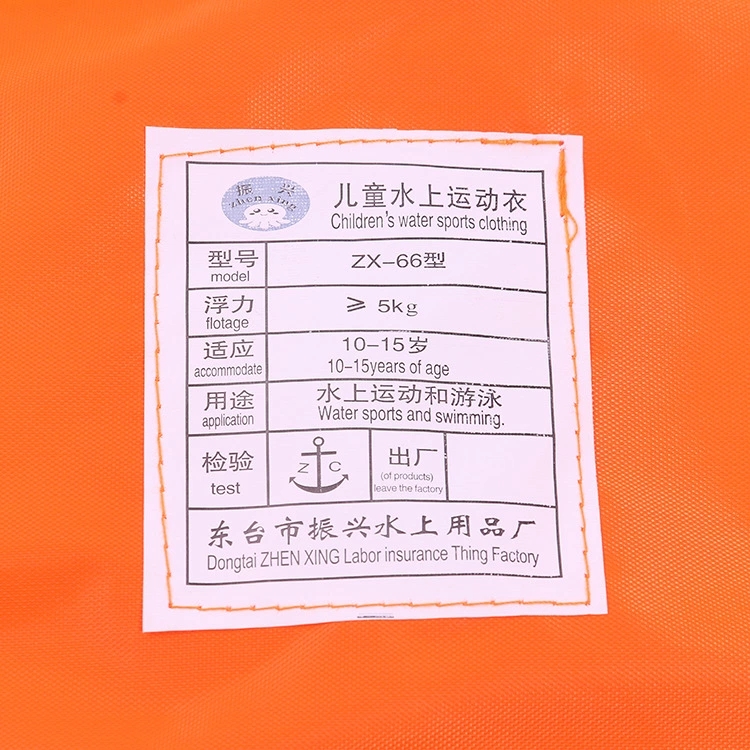 振 兴
Zhen xing
儿童水上运动衣
Children's water sports clothing
型号
model
ZX-66型
浮力
flotage
≥ 5kg
适应
accommodate
10-15岁
10-15years of age
用途
application
水上运动和游泳
Water sports and swimming.
检验
test
Z C
出厂
(of products)
leave the factory
东台市振兴水上用品厂
Dongtai ZHEN XING Labor insurance Thing Factory